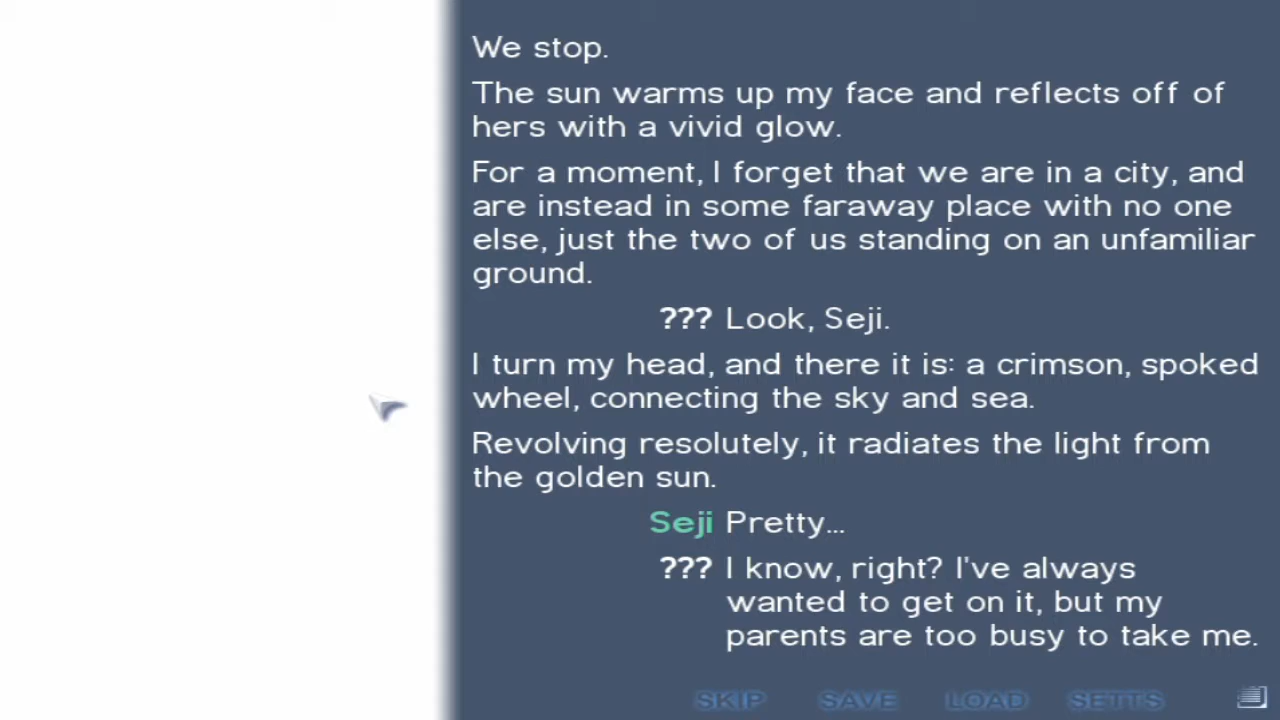 We stop.
The sun warms up my face and reflects off of
hers with a vivid glow.
For a moment, I forget that we are in a city, and
are instead in some faraway place with no one
else, just the two of us standing on an unfamiliar
ground.
??? Look, Seji.
I turn my head, and there it is: a crimson, spoked
wheel, connecting the sky and sea.
Revolving resolutely, it radiates the light from
the golden sun.
Seji Pretty...
??? I know, right? I've always
wanted to get on it, but my
parents are too busy to take me.
SKIP SAVE LOAD SETTS